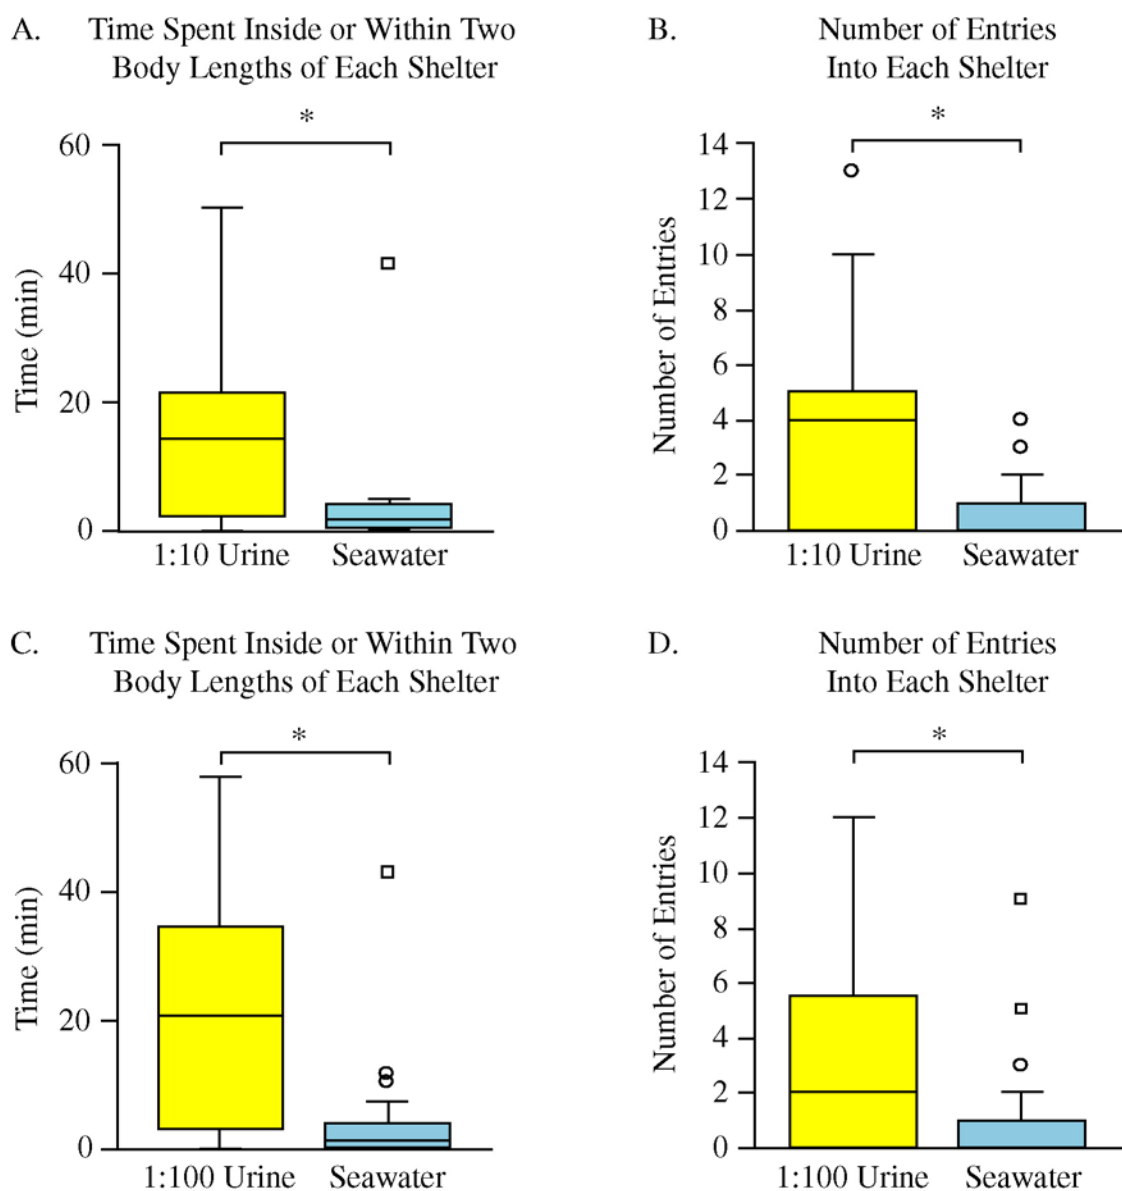 A. Time Spent Inside or Within Two
Body Lengths of Each Shelter
*
60
40
20
0
Time (min)
1:10 Urine Seawater
B. Number of Entries
Into Each Shelter
*
14
12
10
8
6
4
2
0
Number of Entries
1:10 Urine Seawater
C. Time Spent Inside or Within Two
Body Lengths of Each Shelter
*
60
40
20
0
Time (min)
1:100 Urine Seawater
D. Number of Entries
Into Each Shelter
*
14
12
10
8
6
4
2
0
Number of Entries
1:100 Urine Seawater